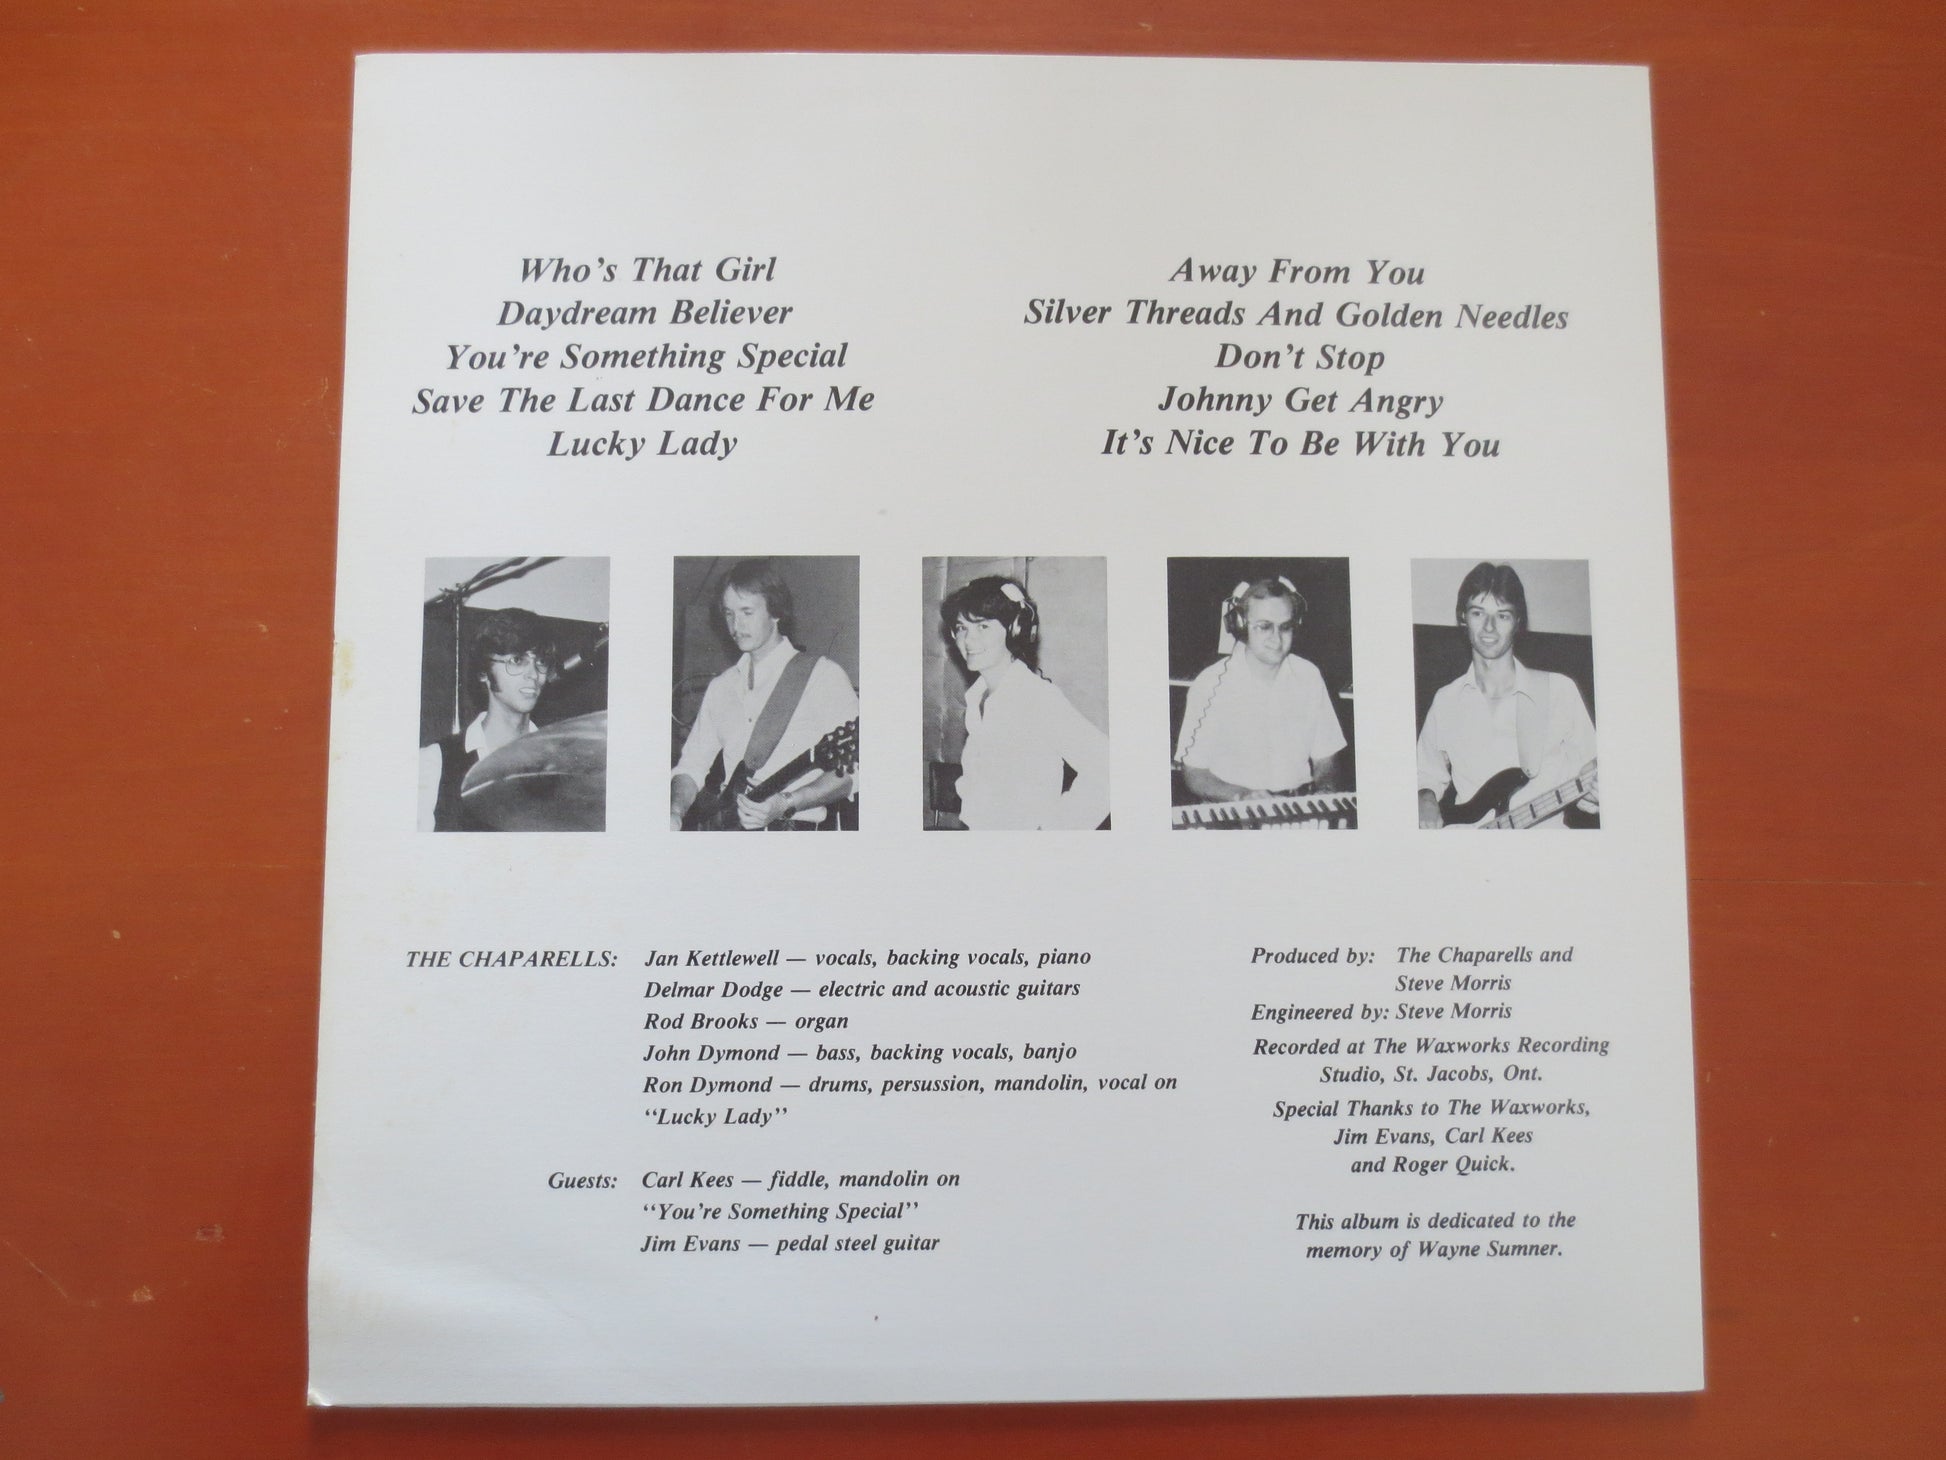 Who's That Girl
Daydream Believer
You're Something Special
Save The Last Dance For Me
Lucky Lady
Away From You
Silver Threads And Golden Needles
Don't Stop
Johnny Get Angry
It's Nice To Be With You
THE CHAPARELLS: Jan Kettlewell — vocals, backing vocals, piano
Delmar Dodge — electric and acoustic guitars
Rod Brooks — organ
John Dymond — bass, backing vocals, banjo
Ron Dymond — drums, persussion, mandolin, vocal on
“Lucky Lady”
Guests: Carl Kees — fiddle, mandolin on
“You're Something Special”
Jim Evans — pedal steel guitar
Produced by: The Chaparells and
Steve Morris
Engineered by: Steve Morris
Recorded at The Waxworks Recording
Studio, St. Jacobs, Ont.
Special Thanks to The Waxworks,
Jim Evans, Carl Kees
and Roger Quick.
This album is dedicated to the
memory of Wayne Sumner.